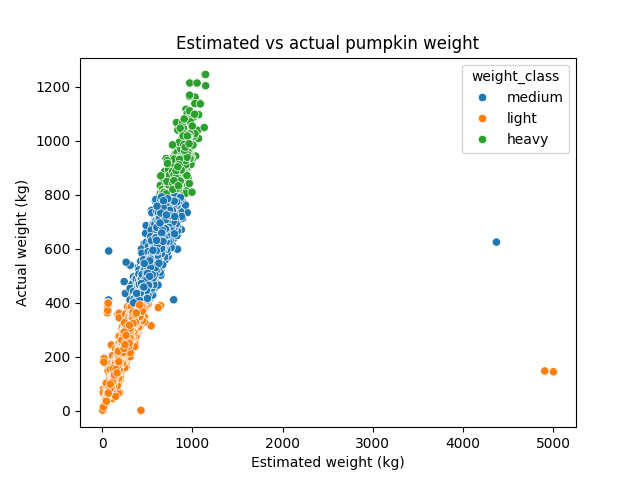 Estimated vs actual pumpkin weight
weight_class
medium
light
heavy
Actual weight (kg)
1200
1000
800
600
400
200
0
0 1000 2000 3000 4000 5000
Estimated weight (kg)